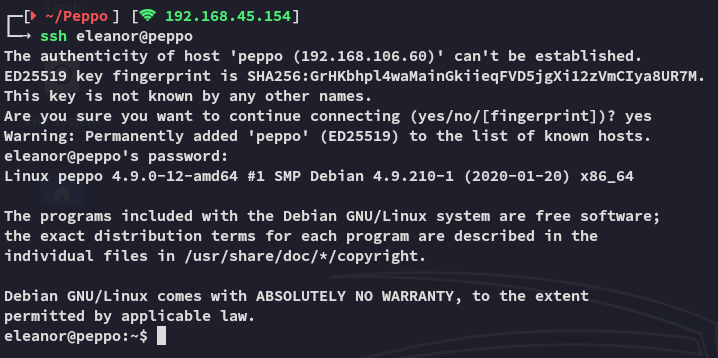 [ ~/Peppo ] [ 192.168.45.154]
→ ssh eleanor@peppo
The authenticity of host 'peppo (192.168.106.60)' can't be established.
ED25519 key fingerprint is SHA256:GrHKbhpl4waMainGkiieqFVD5jgXi12zVmCIya8UR7M.
This key is not known by any other names.
Are you sure you want to continue connecting (yes/no/[fingerprint])? yes
Warning: Permanently added 'peppo' (ED25519) to the list of known hosts.
eleanor@peppo's password:
Linux peppo 4.9.0-12-amd64 #1 SMP Debian 4.9.210-1 (2020-01-20) x86_64
The programs included with the Debian GNU/Linux system are free software;
the exact distribution terms for each program are described in the
individual files in /usr/share/doc/*/copyright.
Debian GNU/Linux comes with ABSOLUTELY NO WARRANTY, to the extent
permitted by applicable law.
eleanor@peppo:~$